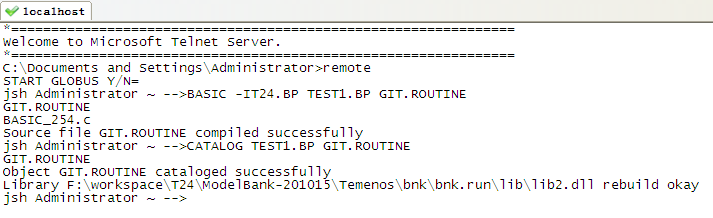 localhost
*===============================================================
Welcome to Microsoft Telnet Server.
*===============================================================
C:\Documents and Settings\Administrator>remote
START GLOBUS Y/N=
jsh Administrator ~ -->BASIC -IT24.BP TEST1.BP GIT.ROUTINE
GIT.ROUTINE
BASIC_254.c
Source file GIT.ROUTINE compiled successfully
jsh Administrator ~ -->CATALOG TEST1.BP GIT.ROUTINE
GIT.ROUTINE
Object GIT.ROUTINE cataloged successfully
Library F:\workspace\T24\ModelBank-201015\Temenos\bnk\bnk.run\lib\lib2.dll rebuild okay
jsh Administrator ~ -->